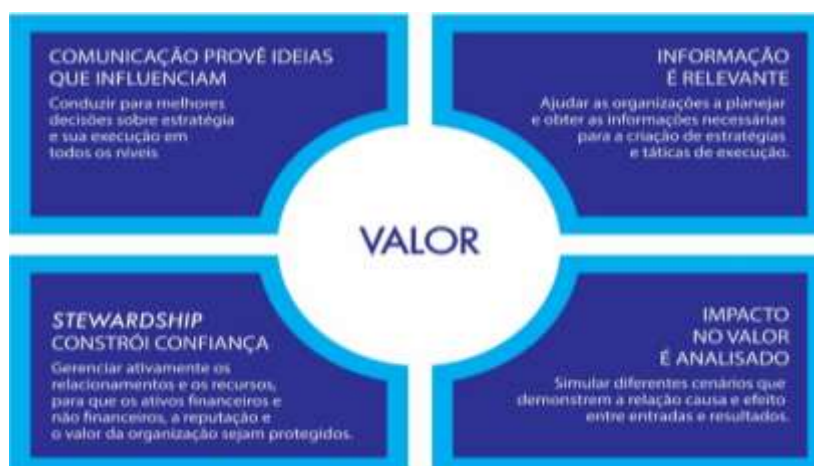 COMUNICAÇÃO PROVÊ IDEIAS
QUE INFLUENCIAM
Conduzir para melhores
decisões sobre estratégia
e sua execução em
todos os níveis
INFORMAÇÃO
É RELEVANTE
Ajudar as organizações a planejar
e obter as informações necessárias
para a criação de estratégias
e táticas de execução.
VALOR
STEWARDSHIP
CONSTRÓI CONFIANÇA
Gerenciar ativamente os
relacionamentos e os recursos,
para que os ativos financeiros e
não financeiros, a reputação e
o valor da organização sejam protegidos.
IMPACTO
NO VALOR
É ANALISADO
Simular diferentes cenários que
demonstrem a relação causa e efeito
entre entradas e resultados.